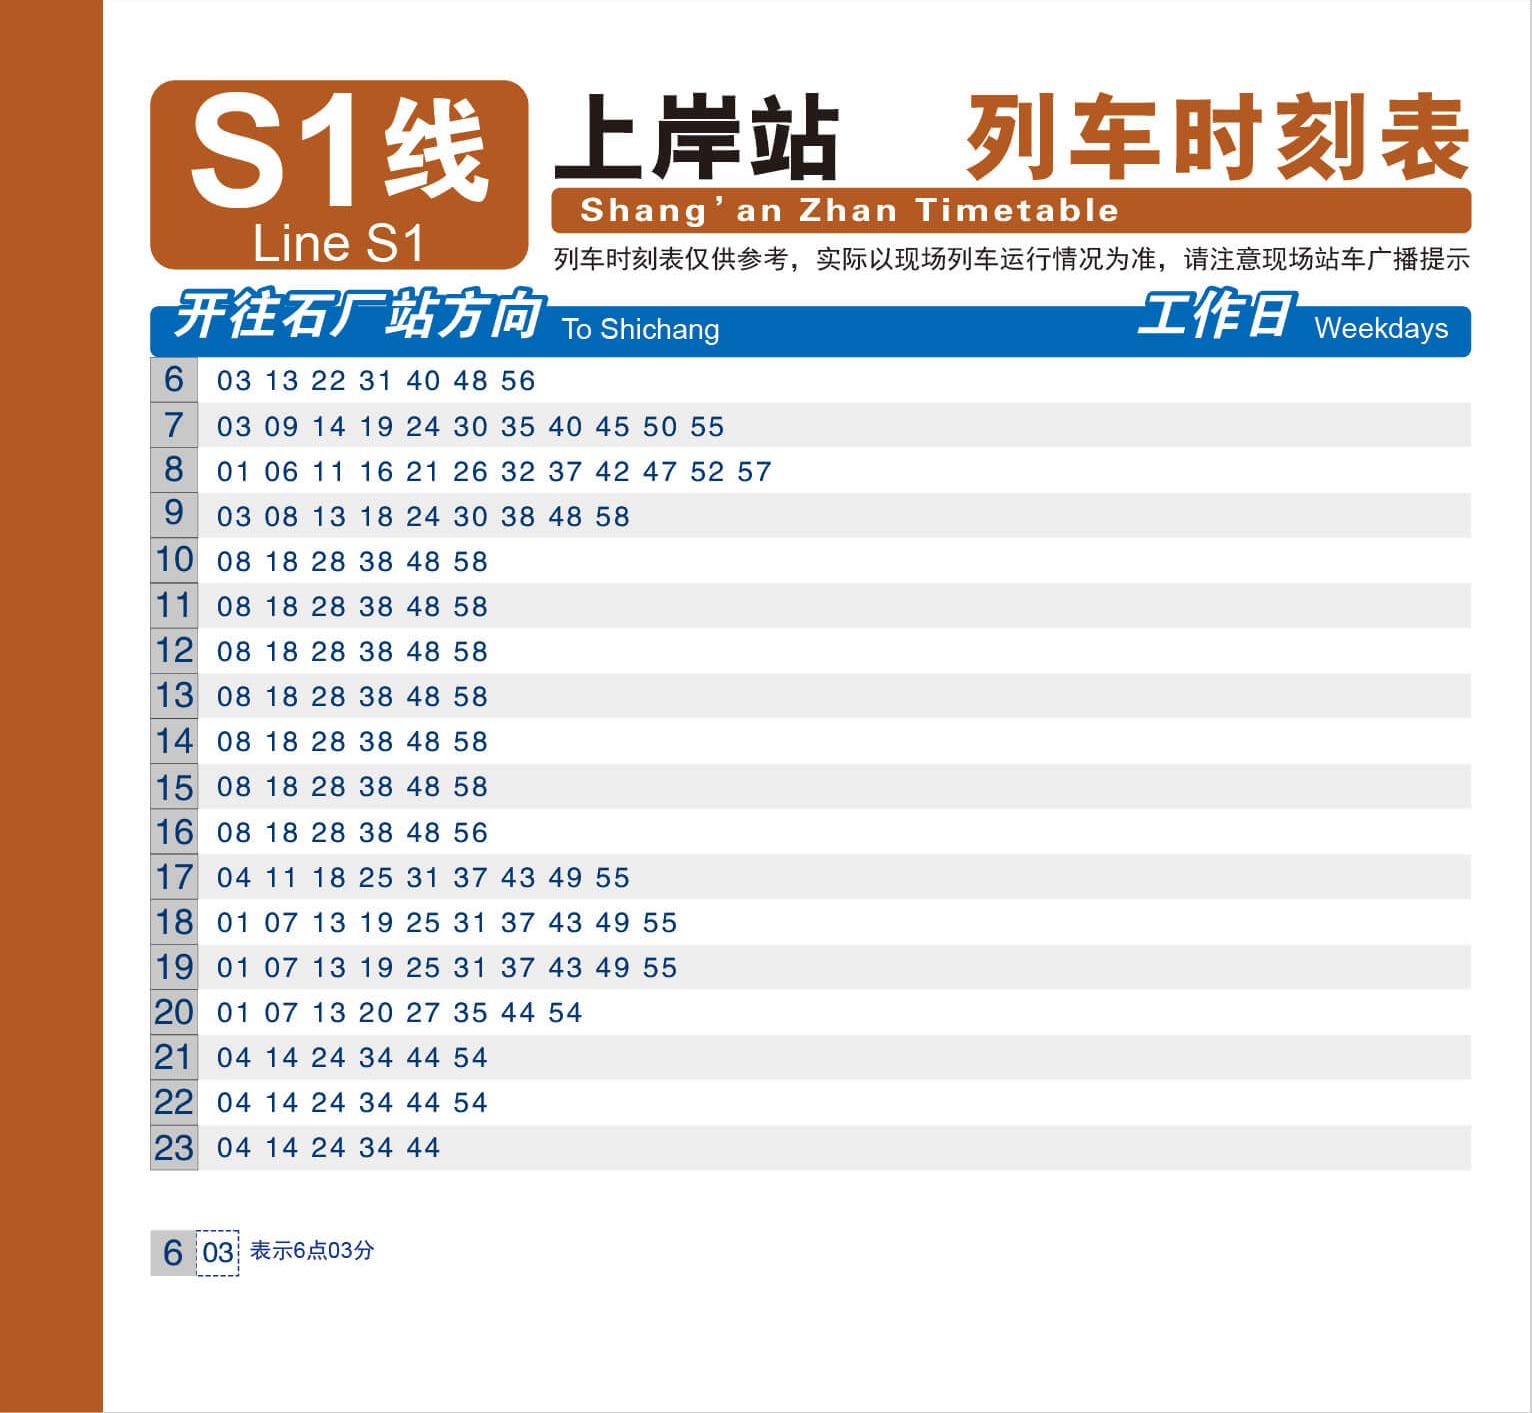 S1线
Line S1
上岸站 列车时刻表
Shang'an Zhan Timetable
列车时刻表仅供参考，实际以现场列车运行情况为准，请注意现场站车广播提示
开往石厂站方向 To Shichang 工作日 Weekdays
6 03 13 22 31 40 48 56
7 03 09 14 19 24 30 35 40 45 50 55
8 01 06 11 16 21 26 32 37 42 47 52 57
9 03 08 13 18 24 30 38 48 58
10 08 18 28 38 48 58
11 08 18 28 38 48 58
12 08 18 28 38 48 58
13 08 18 28 38 48 58
14 08 18 28 38 48 58
15 08 18 28 38 48 58
16 08 18 28 38 48 56
17 04 11 18 25 31 37 43 49 55
18 01 07 13 19 25 31 37 43 49 55
19 01 07 13 19 25 31 37 43 49 55
20 01 07 13 20 27 35 44 54
21 04 14 24 34 44 54
22 04 14 24 34 44 54
23 04 14 24 34 44
6 03 表示6点03分